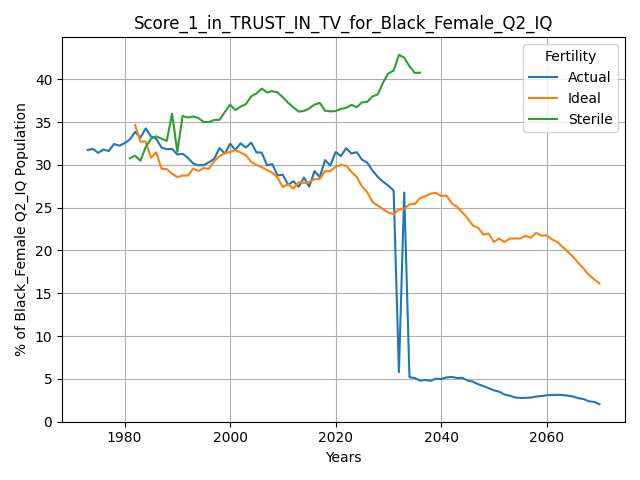 Score_1_in_TRUST_IN_TV_for_Black_Female_Q2_IQ
% of Black_Female Q2_IQ Population
40
35
30
25
20
15
10
5
0
Fertility
Actual
Ideal
Sterile
1980
2000
2020
2040
2060
Years